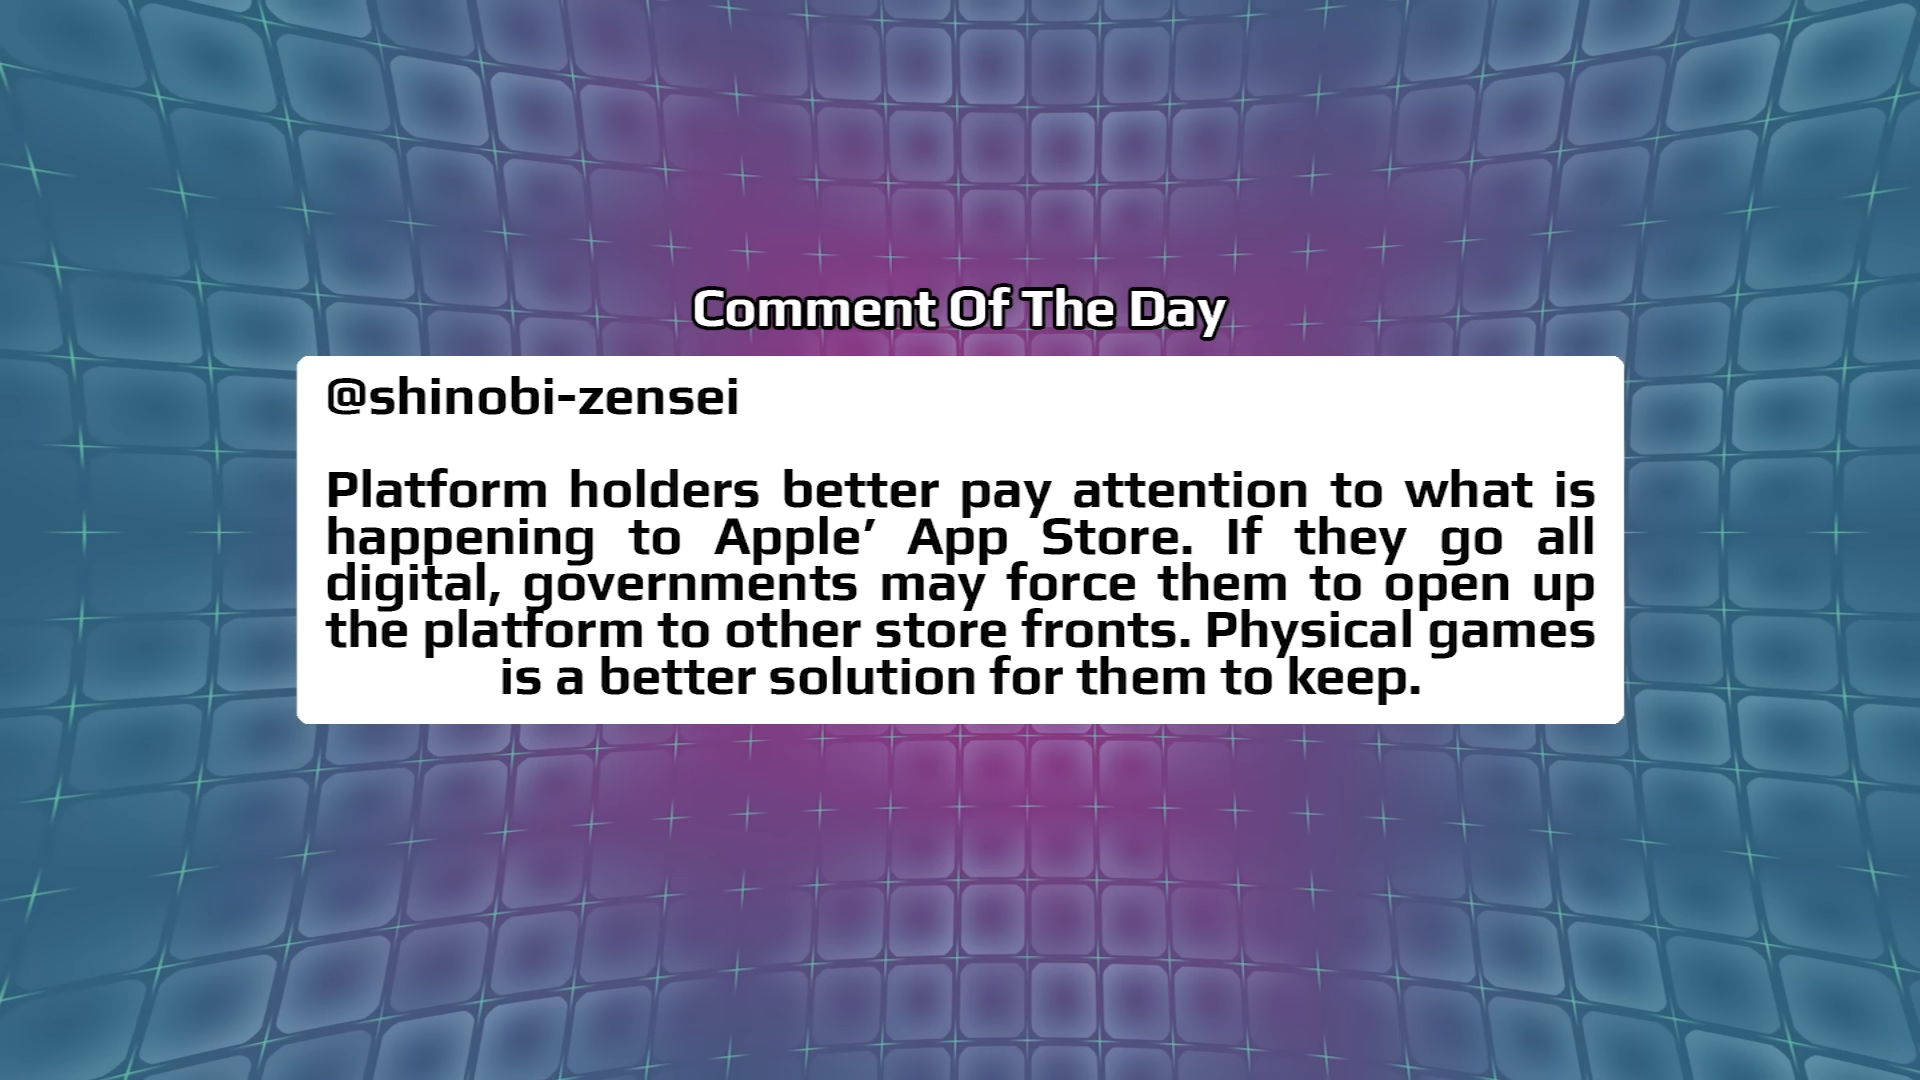 Comment Of The Day
@shinobi-zensei
Platform holders better pay attention to what is
happening to Apple’ App Store. If they go all
digital, governments may force them to open up
the platform to other store fronts. Physical games
is a better solution for them to keep.